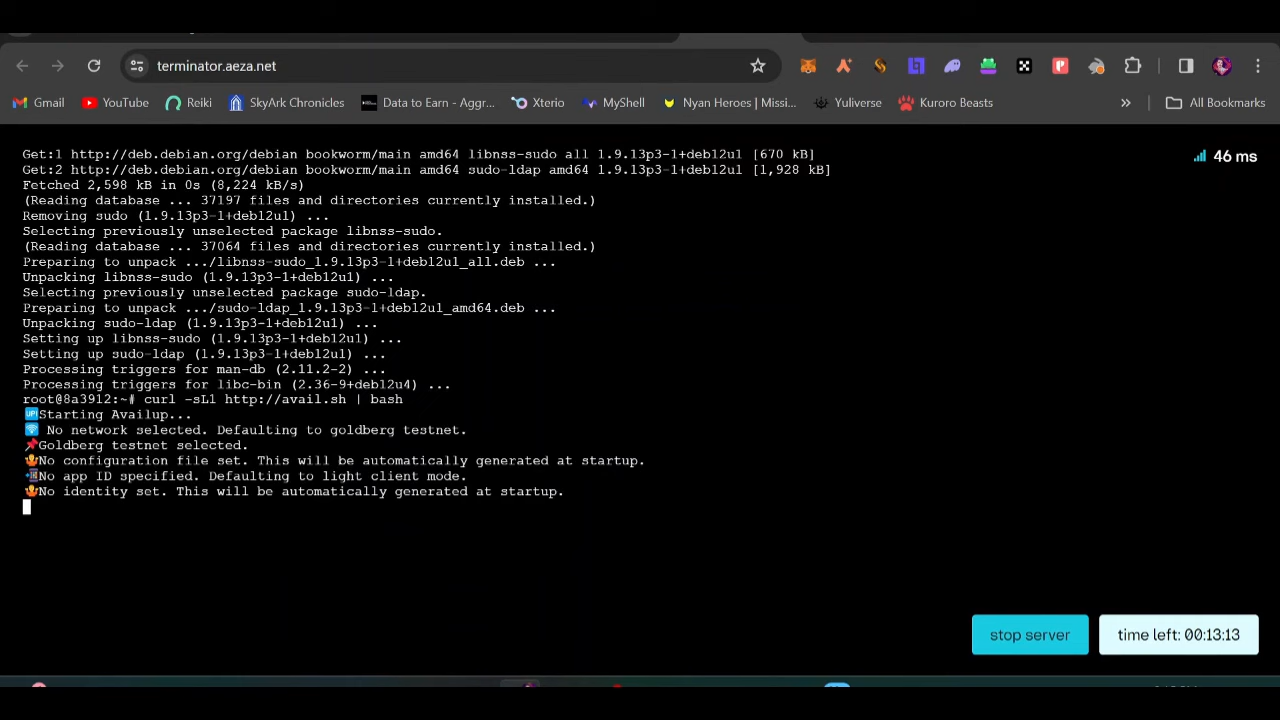 terminator.aeza.net
Gmail YouTube Reiki SkyArk Chronicles Data to Earn - Aggr... Xterio MyShell Nyan Heroes | Missi... Yuliverse Kuroro Beasts » All Bookmarks
46 ms
Get:1 http://deb.debian.org/debian bookworm/main amd64 libnss-sudo all 1.9.13p3-1+deb12u1 [670 kB]
Get:2 http://deb.debian.org/debian bookworm/main amd64 sudo-ldap amd64 1.9.13p3-1+deb12u1 [1,928 kB]
Fetched 2,598 kB in 0s (8,224 kB/s)
(Reading database ... 37197 files and directories currently installed.)
Removing sudo (1.9.13p3-1+deb12u1) ...
Selecting previously unselected package libnss-sudo.
(Reading database ... 37064 files and directories currently installed.)
Preparing to unpack .../libnss-sudo_1.9.13p3-1+deb12u1_all.deb ...
Unpacking libnss-sudo (1.9.13p3-1+deb12u1) ...
Selecting previously unselected package sudo-ldap.
Preparing to unpack .../sudo-ldap_1.9.13p3-1+deb12u1_amd64.deb ...
Unpacking sudo-ldap (1.9.13p3-1+deb12u1) ...
Setting up libnss-sudo (1.9.13p3-1+deb12u1) ...
Setting up sudo-ldap (1.9.13p3-1+deb12u1) ...
Processing triggers for man-db (2.11.2-2) ...
Processing triggers for libc-bin (2.36-9+deb12u4) ...
root@8a3912:~# curl -sL1 http://avail.sh | bash
🆙Starting Availup...
🛜 No network selected. Defaulting to goldberg testnet.
📌Goldberg testnet selected.
🤷No configuration file set. This will be automatically generated at startup.
📲No app ID specified. Defaulting to light client mode.
🤷No identity set. This will be automatically generated at startup.
stop server
time left: 00:13:13